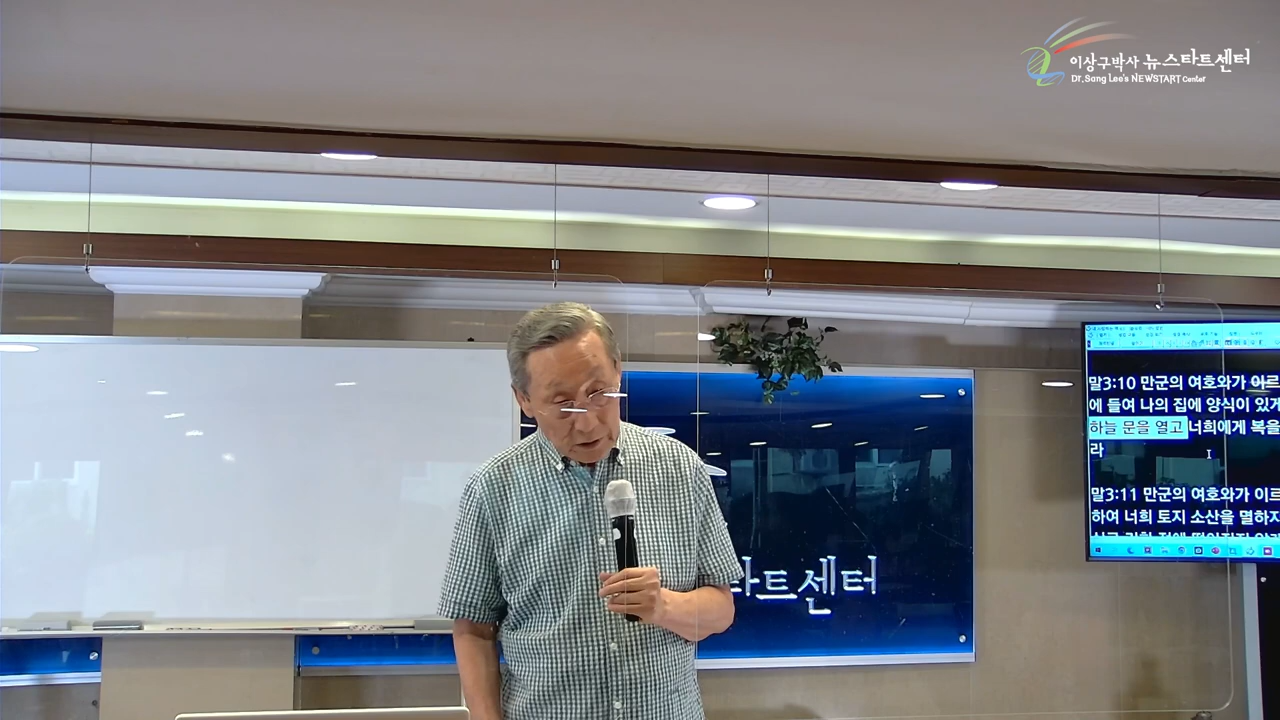 이상구박사 뉴스타트센터
Dr. Sang Lee's NEWSTART Center
말3:10 만군의 여호와가 이르
에 들여 나의 집에 양식이 있게
하늘 문을 열고 너희에게 복을
라
말3:11 만군의 여호와가 이르
하여 너희 토지 소산을 멸하지
타트센터